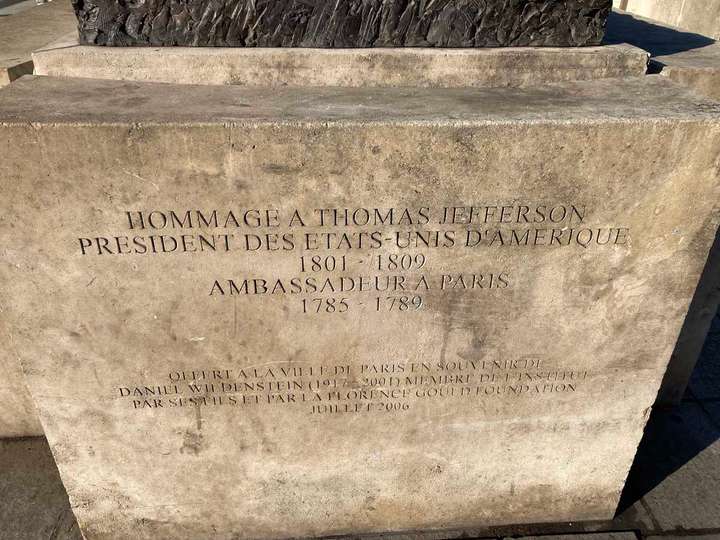 HOMMAGE A THOMAS JEFFERSON
PRESIDENT DES ETATS-UNIS D'AMERIQUE
1801 - 1809
AMBASSADEUR A PARIS
1785 - 1789
OFFERT A LA VILLE DE PARIS EN SOUVENIR DE
DANIEL WILDENSTEIN (1917 - 2001) MEMBRE DE L'INSTITUT
PAR SES FILS ET PAR LA FLORENCE GOULD FOUNDATION
JUILLET 2006